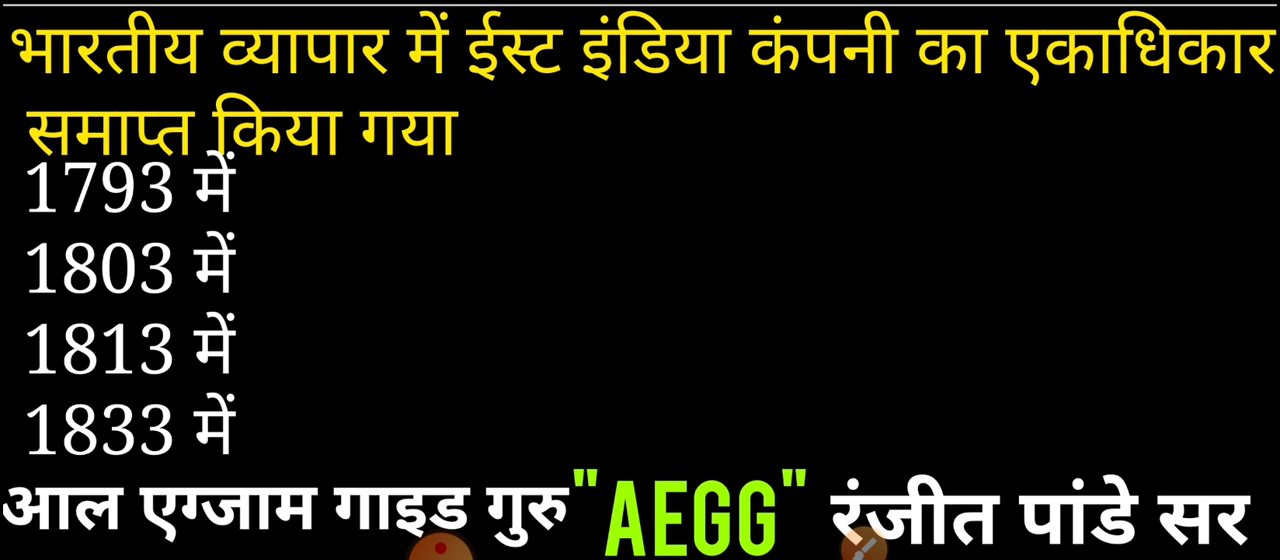 भारतीय व्यापार में ईस्ट इंडिया कंपनी का एकाधिकार
समाप्त किया गया
1793 में
1803 में
1813 में
1833 में
आल एग्जाम गाइड गुरु "AEGG" रंजीत पांडे सर